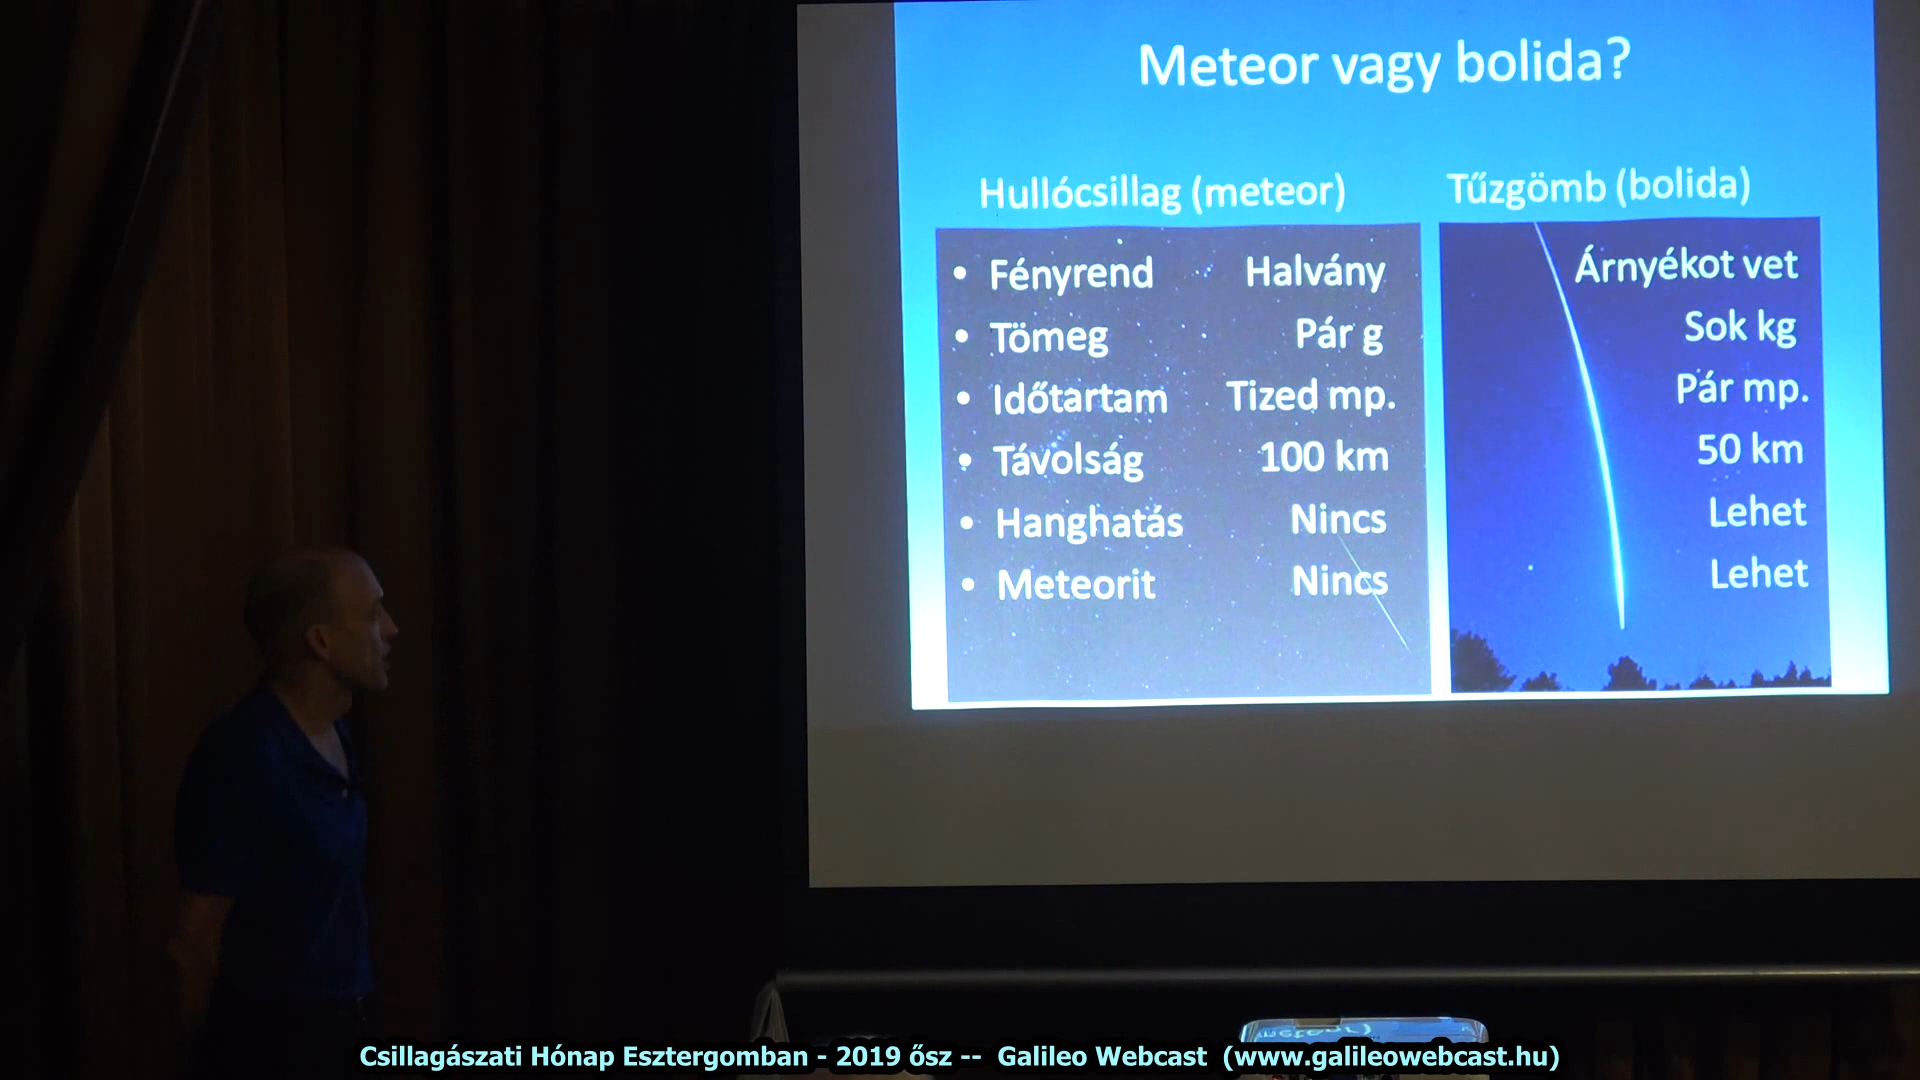 Meteor vagy bolida?
Hullócsillag (meteor)
• Fényrend Halvány
• Tömeg Pár g
• Időtartam Tized mp.
• Távolság 100 km
• Hanghatás Nincs
• Meteorit Nincs
Tűzgömb (bolida)
Árnyékot vet
Sok kg
Pár mp.
50 km
Lehet
Lehet
Csillagászati Hónap Esztergomban - 2019 ősz -- Galileo Webcast (www.galileowebcast.hu)